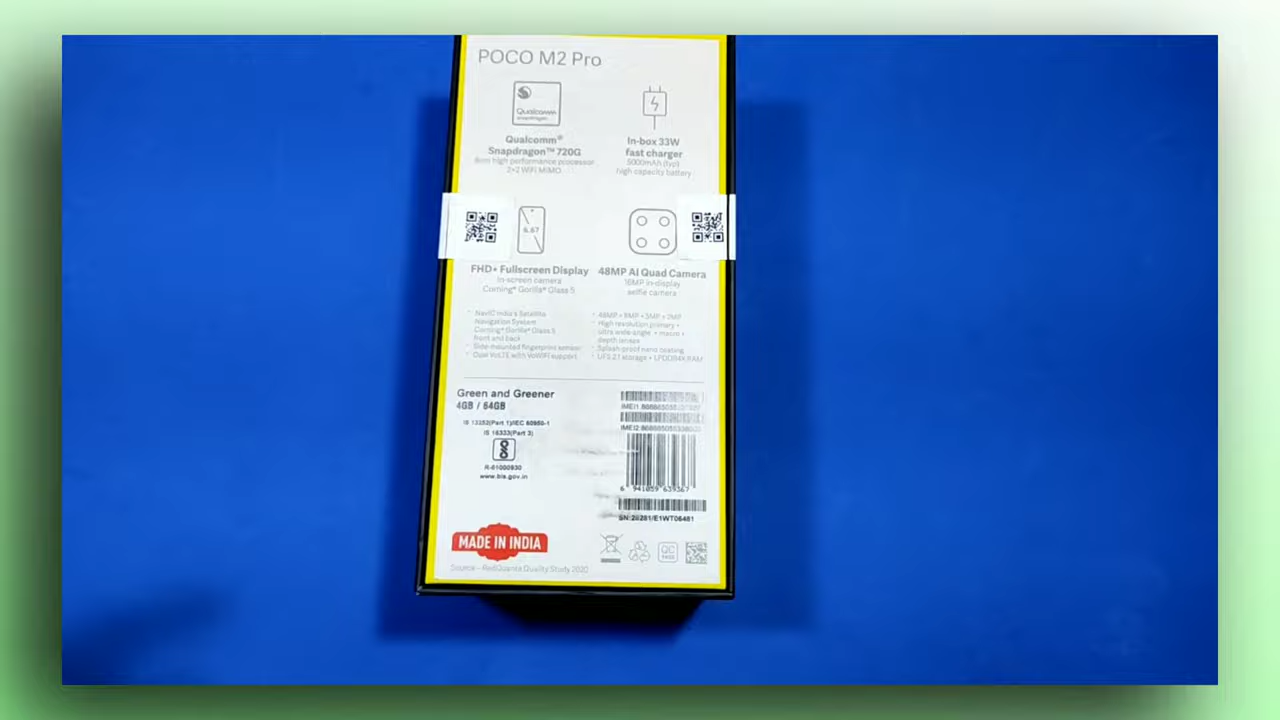 POCO M2 Pro
Qualcomm
snapdragon
Qualcomm®
Snapdragon™ 720G
8nm high performance processor
2×2 WiFi MIMO
In-box 33W
fast charger
5000mAh (typ)
high capacity battery
6.67
FHD+ Fullscreen Display
In-screen camera
Corning® Gorilla® Glass 5
48MP AI Quad Camera
16MP in-display
selfie camera
NavIC India's Satellite
Navigation System
Corning® Gorilla® Glass 5
front and back
Side-mounted fingerprint sensor
Dual VoLTE with VoWiFi support
48MP + 8MP + 5MP + 2MP
High resolution primary +
ultra wide-angle + macro +
depth lenses
Splash-proof nano coating
UFS 2.1 storage + LPDDR4X RAM
Green and Greener
4GB / 64GB
IS 13252(Part 1)/IEC 60950-1
IS 16333(Part 3)
R-61000930
www.bis.gov.in
IMEI1:
IMEI2:
6 941059 639367
SN:
MADE IN INDIA
QC
PASS
Source - RedQuanta Quality Study 2020